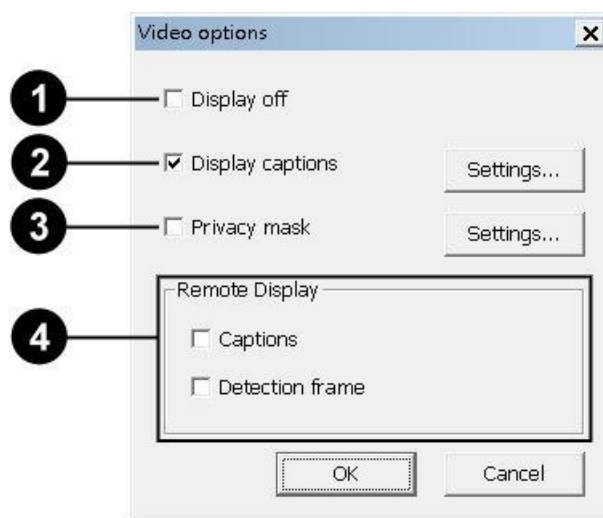 Video options
1 Display off
2 Display captions Settings...
3 Privacy mask Settings...
Remote Display
4 Captions
Detection frame
OK Cancel